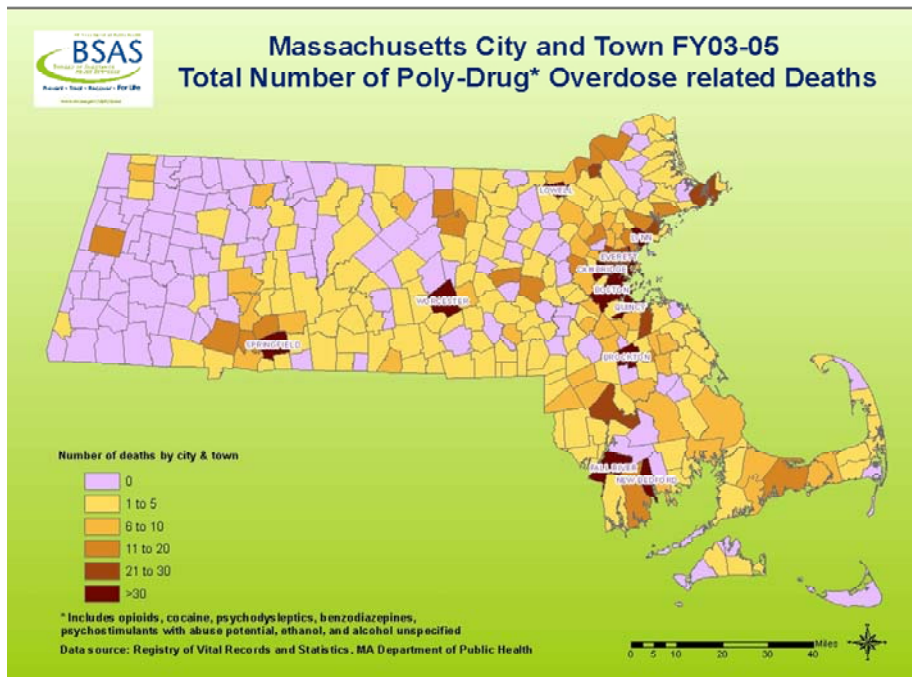 BSAS
Prevent • Treat • Recover • For Life
Massachusetts City and Town FY03-05
Total Number of Poly-Drug* Overdose related Deaths
LOWELL
LYNN
EVERETT
CAMBRIDGE
BOSTON
WORCESTER
QUINCY
SPRINGFIELD
BROCKTON
FALL RIVER
NEW BEDFORD
Number of deaths by city & town
0
1 to 5
6 to 10
11 to 20
21 to 30
>30
* Includes opioids, cocaine, psychodysleptics, benzodiazepines,
psychostimulants with abuse potential, ethanol, and alcohol unspecified
Data source: Registry of Vital Records and Statistics. MA Department of Public Health
Miles
0 5 10 20 30 40